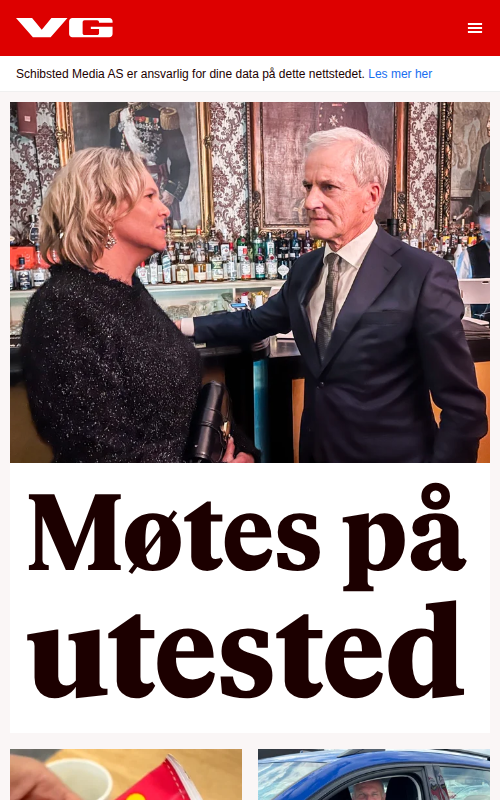 VG
Schibsted Media AS er ansvarlig for dine data på dette nettstedet. Les mer her
Møtes på
utested